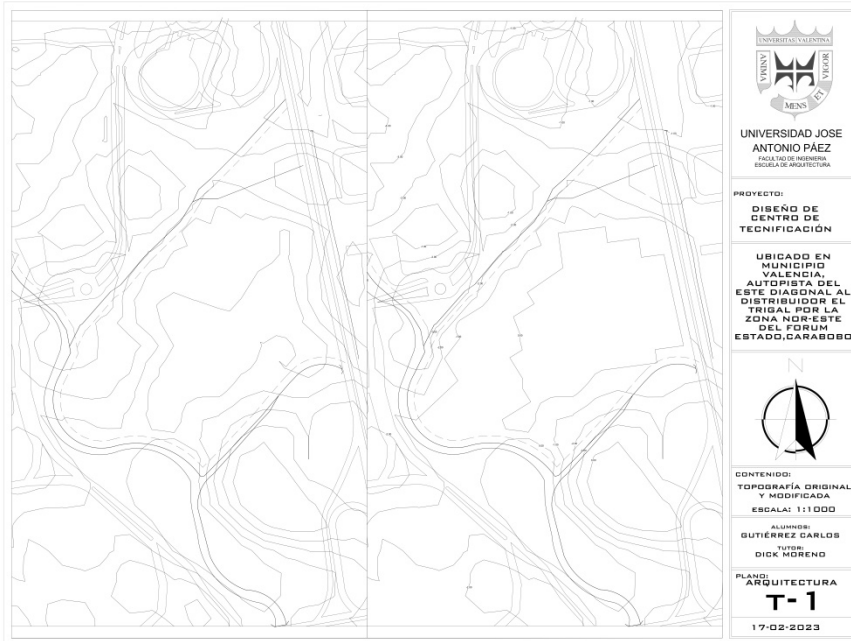 UNIVERSITAS VALENTINA
ANIMA
VIGOR
MENS
ET
UNIVERSIDAD JOSE
ANTONIO PÁEZ
FACULTAD DE INGENIERIA
ESCUELA DE ARQUITECTURA
PROYECTO:
DISEÑO DE
CENTRO DE
TECNIFICACIÓN
UBICADO EN
MUNICIPIO
VALENCIA,
AUTOPISTA DEL
ESTE DIAGONAL AL
DISTRIBUIDOR EL
TRIGAL POR LA
ZONA NOR-ESTE
DEL FORUM
ESTADO,CARABOBO
N
CONTENIDO:
TOPOGRAFÍA ORIGINAL
Y MODIFICADA
ESCALA: 1:1000
ALUMNOS:
GUTIÉRREZ CARLOS
TUTOR:
DICK MORENO
PLANO:
ARQUITECTURA
T-1
17-02-2023